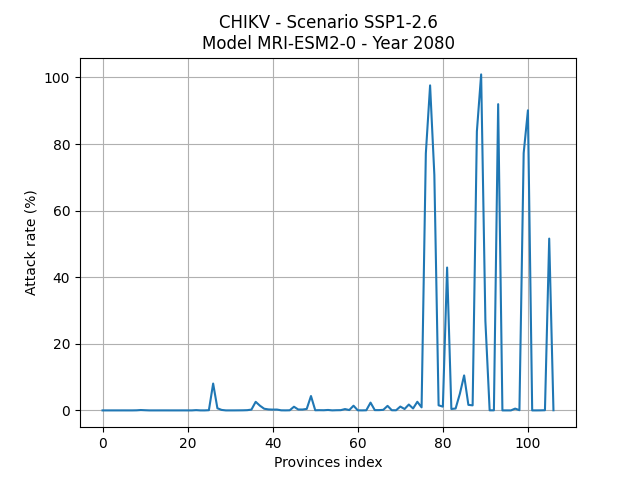 CHIKV - Scenario SSP1-2.6
Model MRI-ESM2-0 - Year 2080
100
80
60
40
20
0
Attack rate (%)
0 20 40 60 80 100
Provinces index